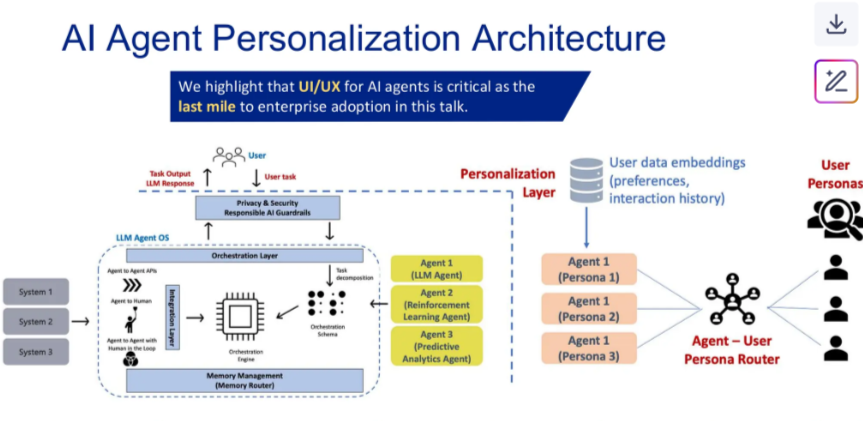 AI Agent Personalization Architecture
We highlight that UI/UX for AI agents is critical as the
last mile to enterprise adoption in this talk.
User
Task Output
LLM Response
User task
Privacy & Security
Responsible AI Guardrails
LLM Agent OS
Orchestration Layer
Agent to Agent APIs
Agent to Human
Agent to Agent with
Human in the Loop
Integration Layer
Task
decomposition
Orchestration
Engine
Orchestration
Schema
Memory Management
(Memory Router)
System 1
System 2
System 3
Agent 1
(LLM Agent)
Agent 2
(Reinforcement
Learning Agent)
Agent 3
(Predictive
Analytics Agent)
Personalization
Layer
User data embeddings
(preferences,
interaction history)
Agent 1
(Persona 1)
Agent 1
(Persona 2)
Agent 1
(Persona 3)
Agent – User
Persona Router
User
Personas